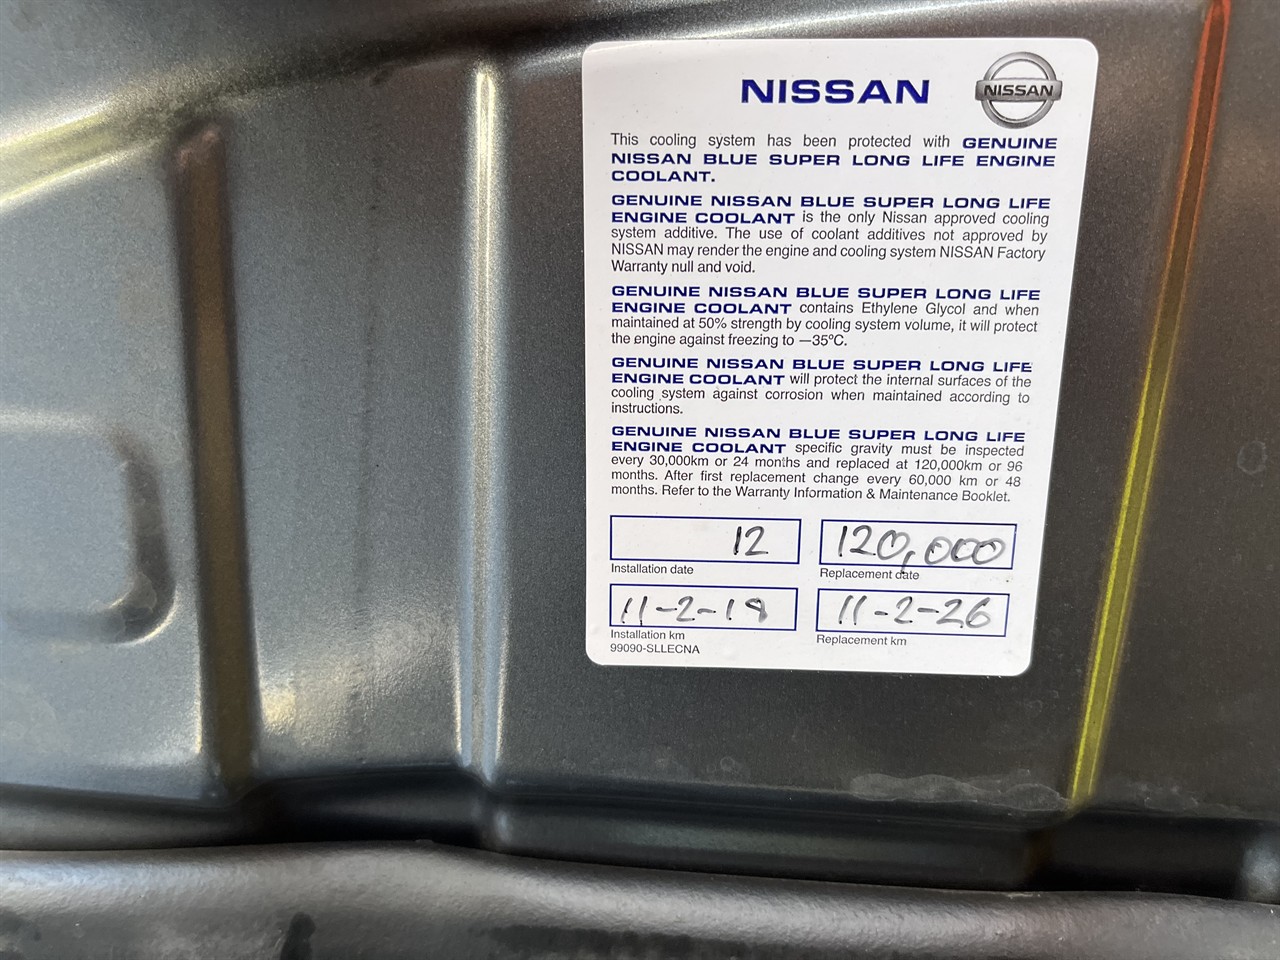 NISSAN
NISSAN
This cooling system has been protected with GENUINE
NISSAN BLUE SUPER LONG LIFE ENGINE
COOLANT.
GENUINE NISSAN BLUE SUPER LONG LIFE
ENGINE COOLANT is the only Nissan approved cooling
system additive. The use of coolant additives not approved by
NISSAN may render the engine and cooling system NISSAN Factory
Warranty null and void.
GENUINE NISSAN BLUE SUPER LONG LIFE
ENGINE COOLANT contains Ethylene Glycol and when
maintained at 50% strength by cooling system volume, it will protect
the engine against freezing to —35ºC.
GENUINE NISSAN BLUE SUPER LONG LIFE
ENGINE COOLANT will protect the internal surfaces of the
cooling system against corrosion when maintained according to
instructions.
GENUINE NISSAN BLUE SUPER LONG LIFE
ENGINE COOLANT specific gravity must be inspected
every 30,000km or 24 months and replaced at 120,000km or 96
months. After first replacement change every 60,000 km or 48
months. Refer to the Warranty Information & Maintenance Booklet.
12 120,000
Installation date Replacement date
11-2-19 11-2-26
Installation km Replacement km
99090-SLLECNA